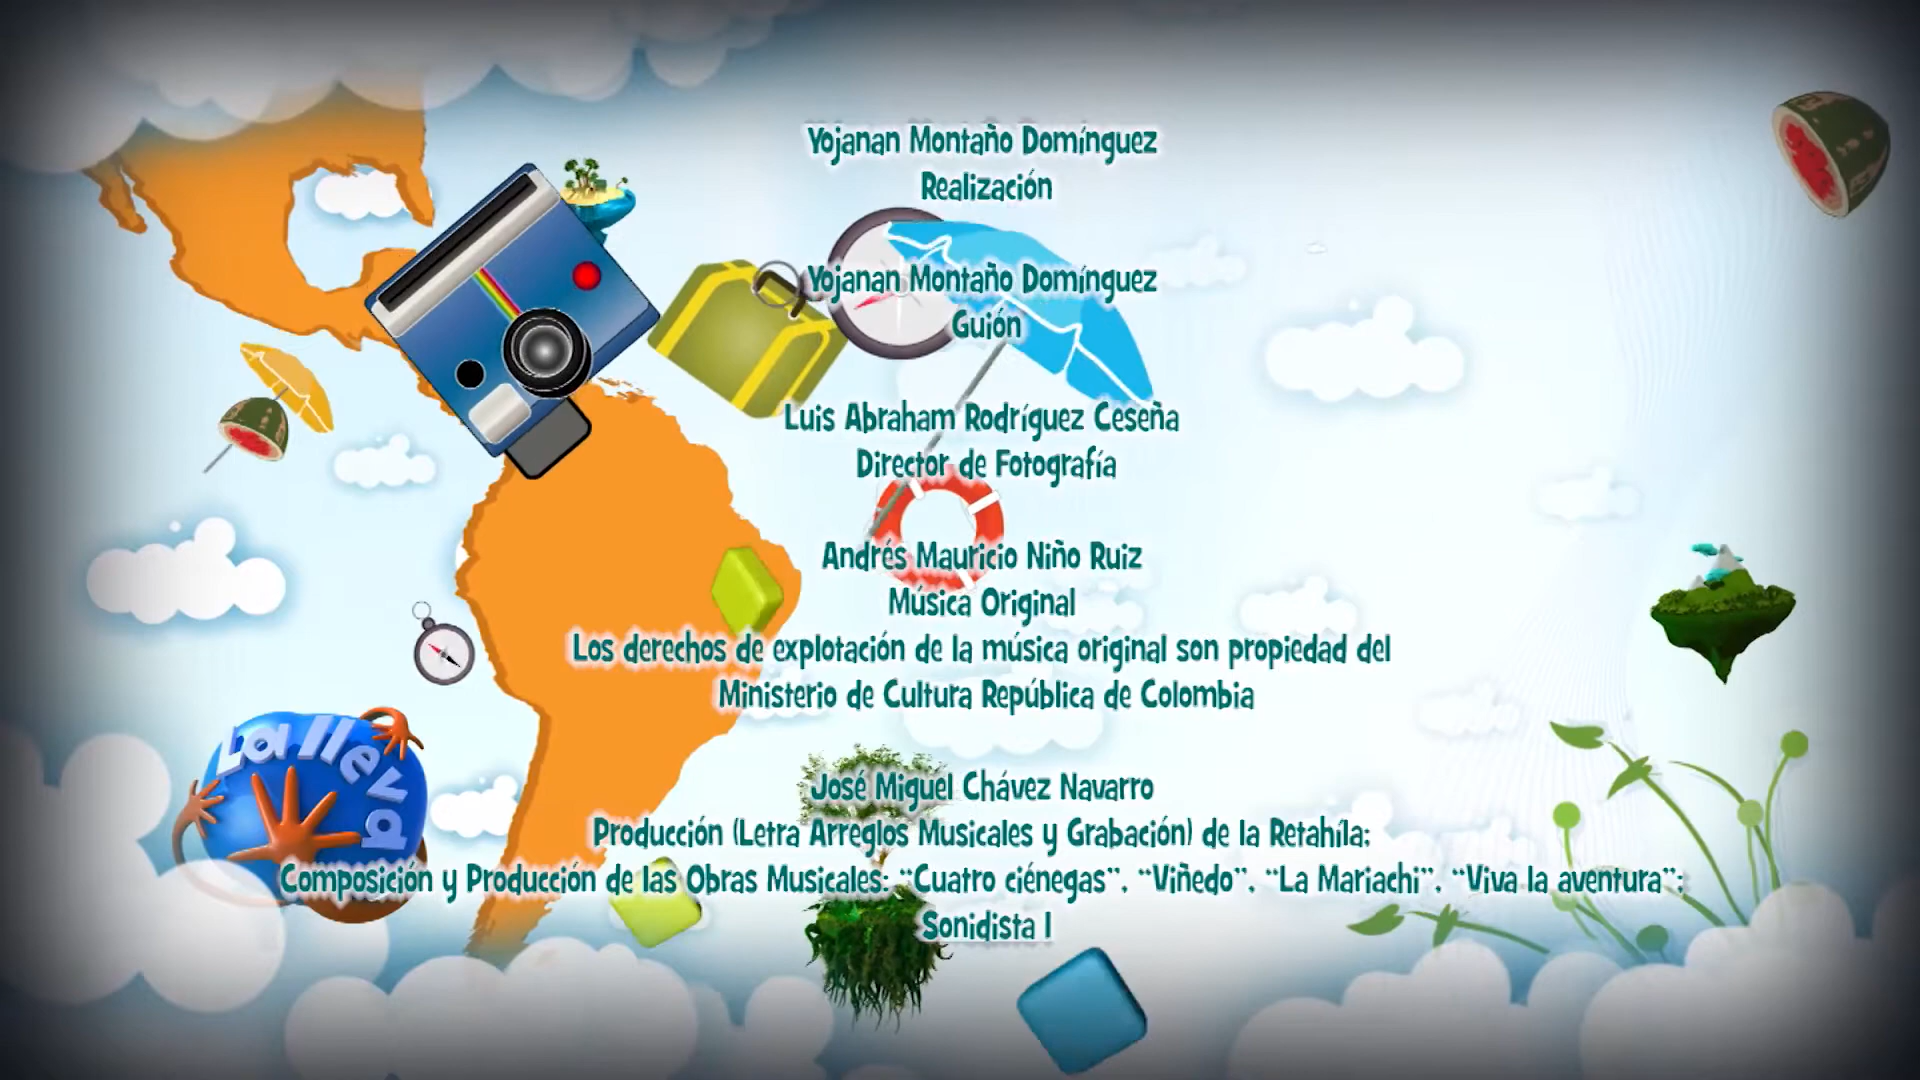 Yojanan Montaño Domínguez
Realización
Yojanan Montaño Domínguez
Guión
Luis Abraham Rodríguez Ceseña
Director de Fotografía
Andrés Mauricio Niño Ruiz
Música Original
Los derechos de explotación de la música original son propiedad del
Ministerio de Cultura República de Colombia
La lleva
José Miguel Chávez Navarro
Producción (Letra Arreglos Musicales y Grabación) de la Retahíla;
Composición y Producción de las Obras Musicales: “Cuatro ciénegas”, “Viñedo”, “La Mariachi”, “Viva la aventura”;
Sonidista I